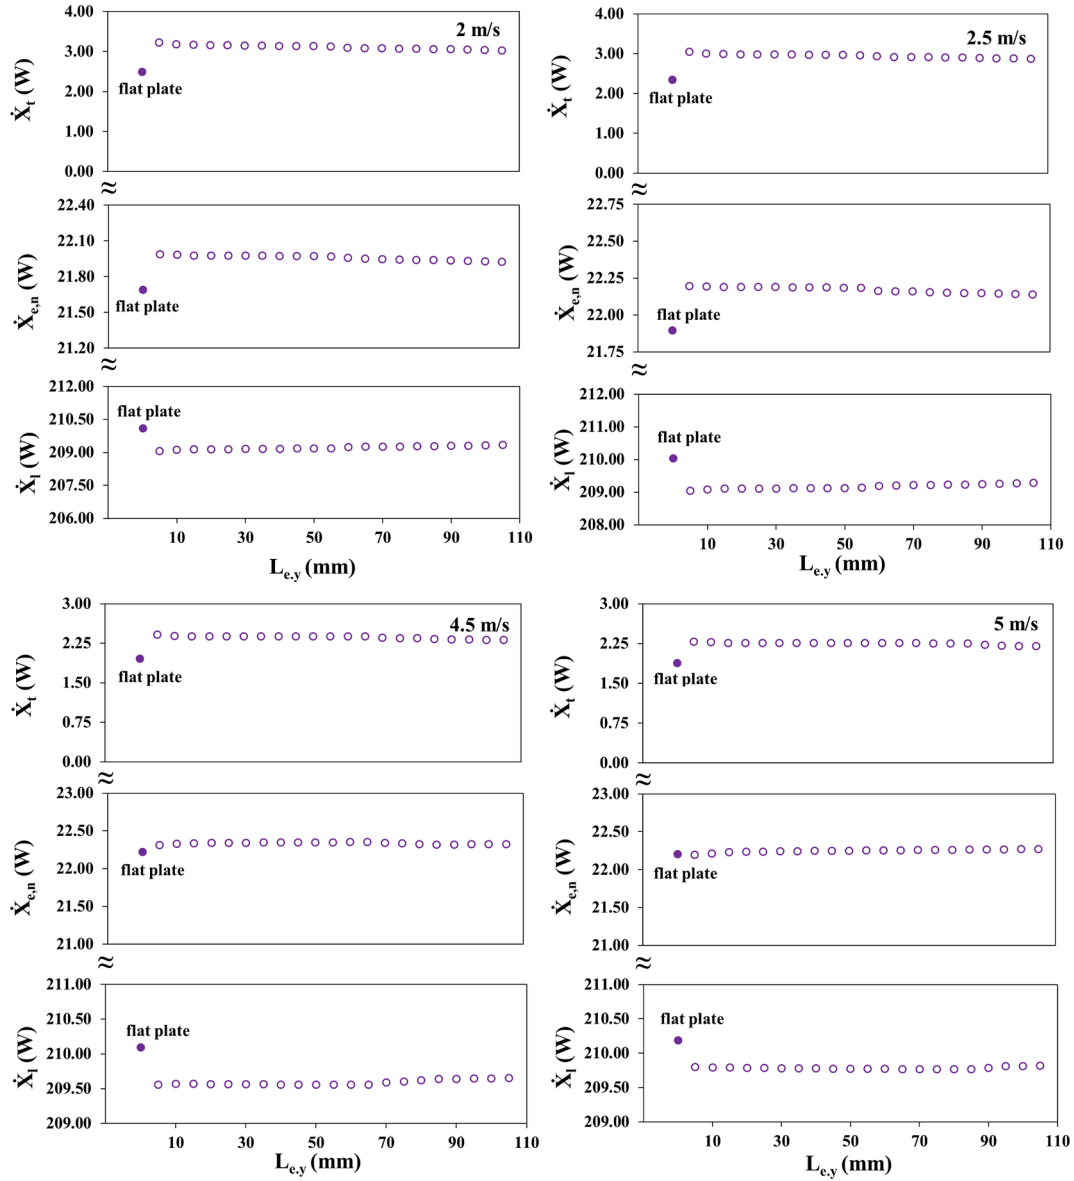 4.00
3.00
2.00
1.00
0.00
Ẋt (W)
2 m/s
flat plate
≈
22.40
22.10
21.80
21.50
21.20
Ẋe,n (W)
flat plate
≈
212.00
210.50
209.00
207.50
206.00
Ẋl (W)
flat plate
10 30 50 70 90 110
Le.y (mm)
4.00
3.00
2.00
1.00
0.00
Ẋt (W)
2.5 m/s
flat plate
≈
22.75
22.50
22.25
22.00
21.75
Ẋe,n (W)
flat plate
≈
212.00
211.00
210.00
209.00
208.00
Ẋl (W)
flat plate
10 30 50 70 90 110
Le.y (mm)
3.00
2.25
1.50
0.75
0.00
Ẋt (W)
4.5 m/s
flat plate
≈
23.00
22.50
22.00
21.50
21.00
Ẋe,n (W)
flat plate
≈
211.00
210.50
210.00
209.50
209.00
Ẋl (W)
flat plate
10 30 50 70 90 110
Le.y (mm)
3.00
2.25
1.50
0.75
0.00
Ẋt (W)
5 m/s
flat plate
≈
23.00
22.50
22.00
21.50
21.00
Ẋe,n (W)
flat plate
≈
211.00
210.50
210.00
209.50
209.00
Ẋl (W)
flat plate
10 30 50 70 90 110
Le.y (mm)